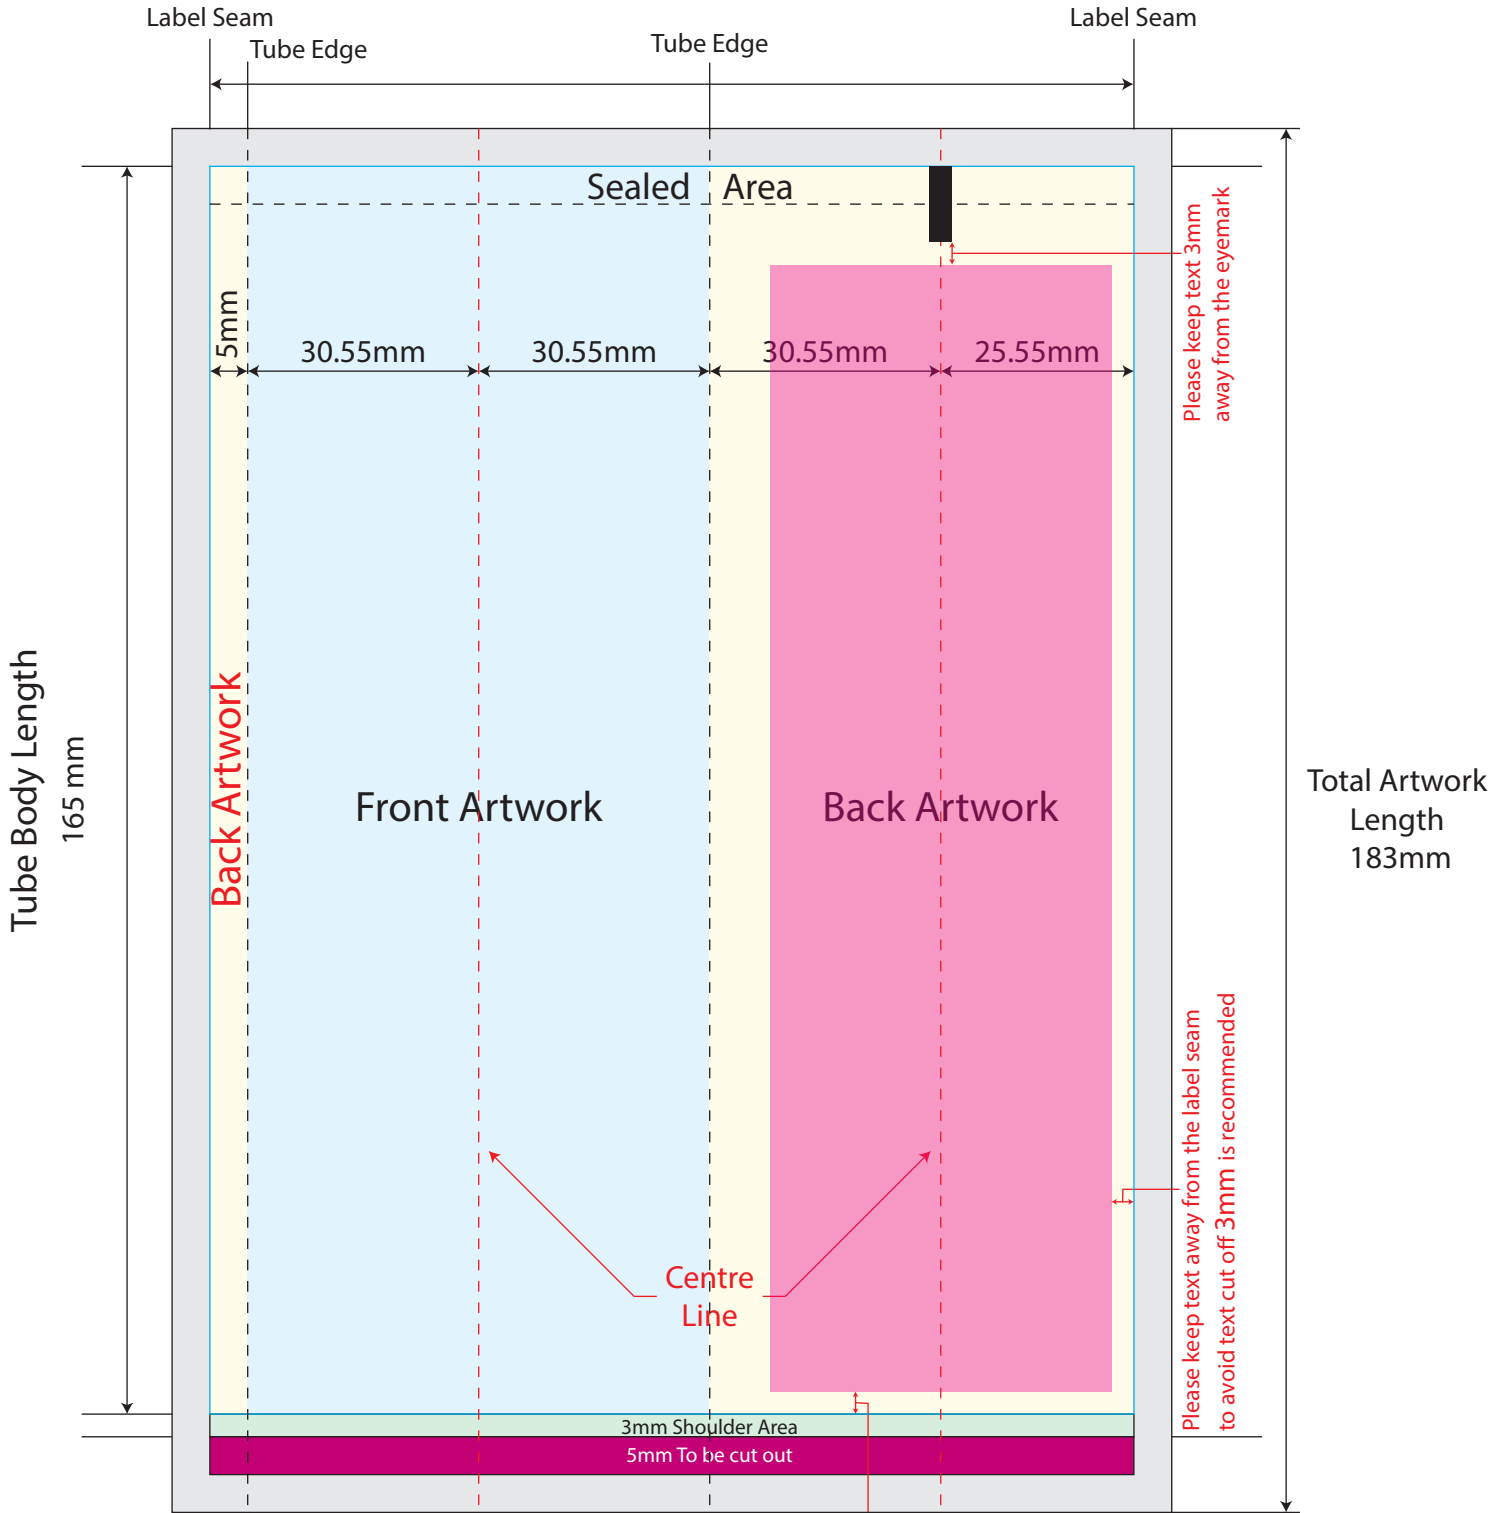 Label Seam
Label Seam
Tube Edge
Tube Edge
Sealed Area
Please keep text 3mm
away from the eyemark
5mm
30.55mm
30.55mm
30.55mm
25.55mm
Tube Body Length
165 mm
Back Artwork
Front Artwork
Back Artwork
Total Artwork
Length
183mm
Please keep text away from the label seam
to avoid text cut off 3mm is recommended
Centre
Line
3mm Shoulder Area
5mm To be cut out